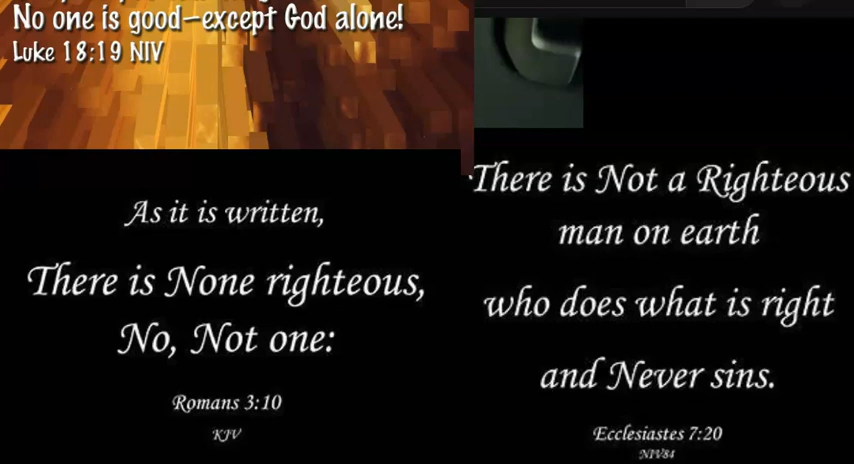 No one is good—except God alone!
Luke 18:19 NIV
As it is written,
There is None righteous,
No, Not one:
Romans 3:10
KJV
There is Not a Righteous
man on earth
who does what is right
and Never sins.
Ecclesiastes 7:20
NIV84